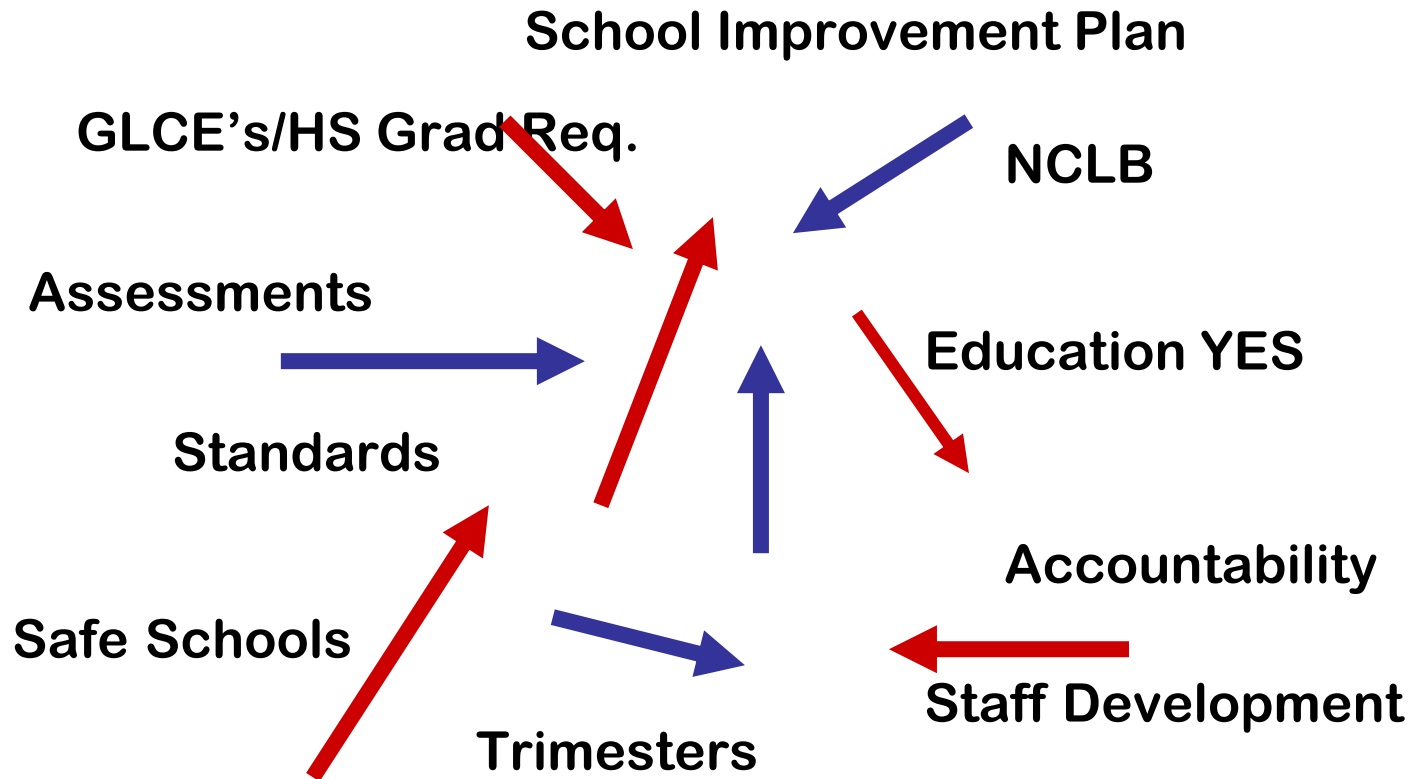 School Improvement Plan
GLCE’s/HS Grad Req.
NCLB
Assessments
Education YES
Standards
Accountability
Safe Schools
Staff Development
Trimesters